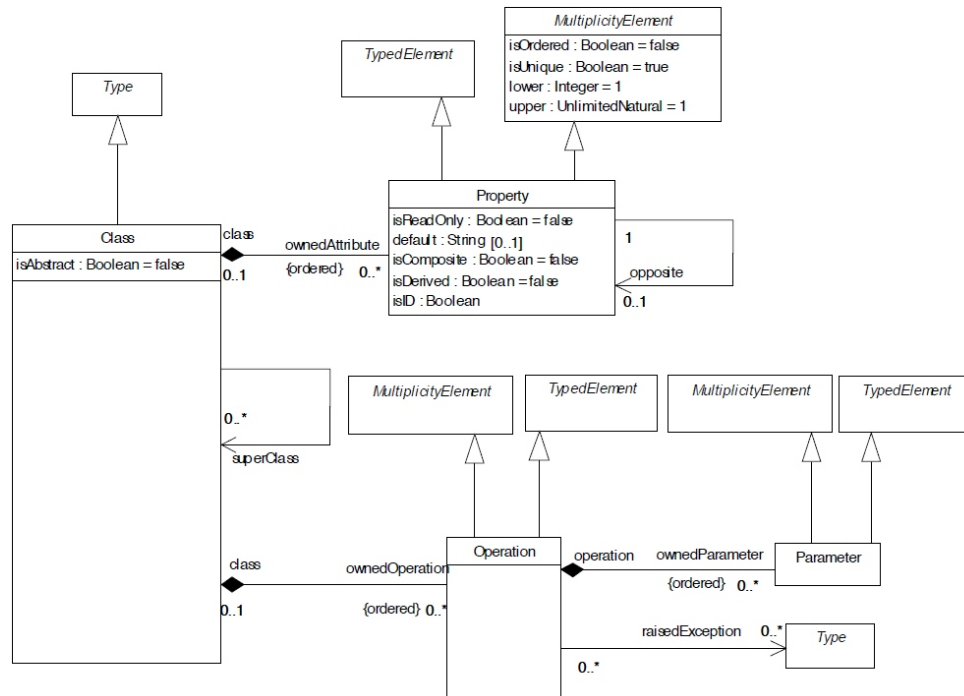 MultiplicityElement
isOrdered : Boolean = false
isUnique : Boolean = true
lower : Integer = 1
upper : UnlimitedNatural = 1
TypedElement
Type
Property
isReadOnly : Boolean = false
default : String [0..1]
isComposite : Boolean = false
isDerived : Boolean = false
isID : Boolean
1
opposite
0..1
Class
isAbstract : Boolean = false
class
0..1
ownedAttribute
{ordered} 0..*
0..*
superClass
MultiplicityElement
TypedElement
MultiplicityElement
TypedElement
class
0..1
ownedOperation
{ordered} 0..*
Operation
operation
ownedParameter
{ordered} 0..*
Parameter
raisedException
0..*
0..*
Type